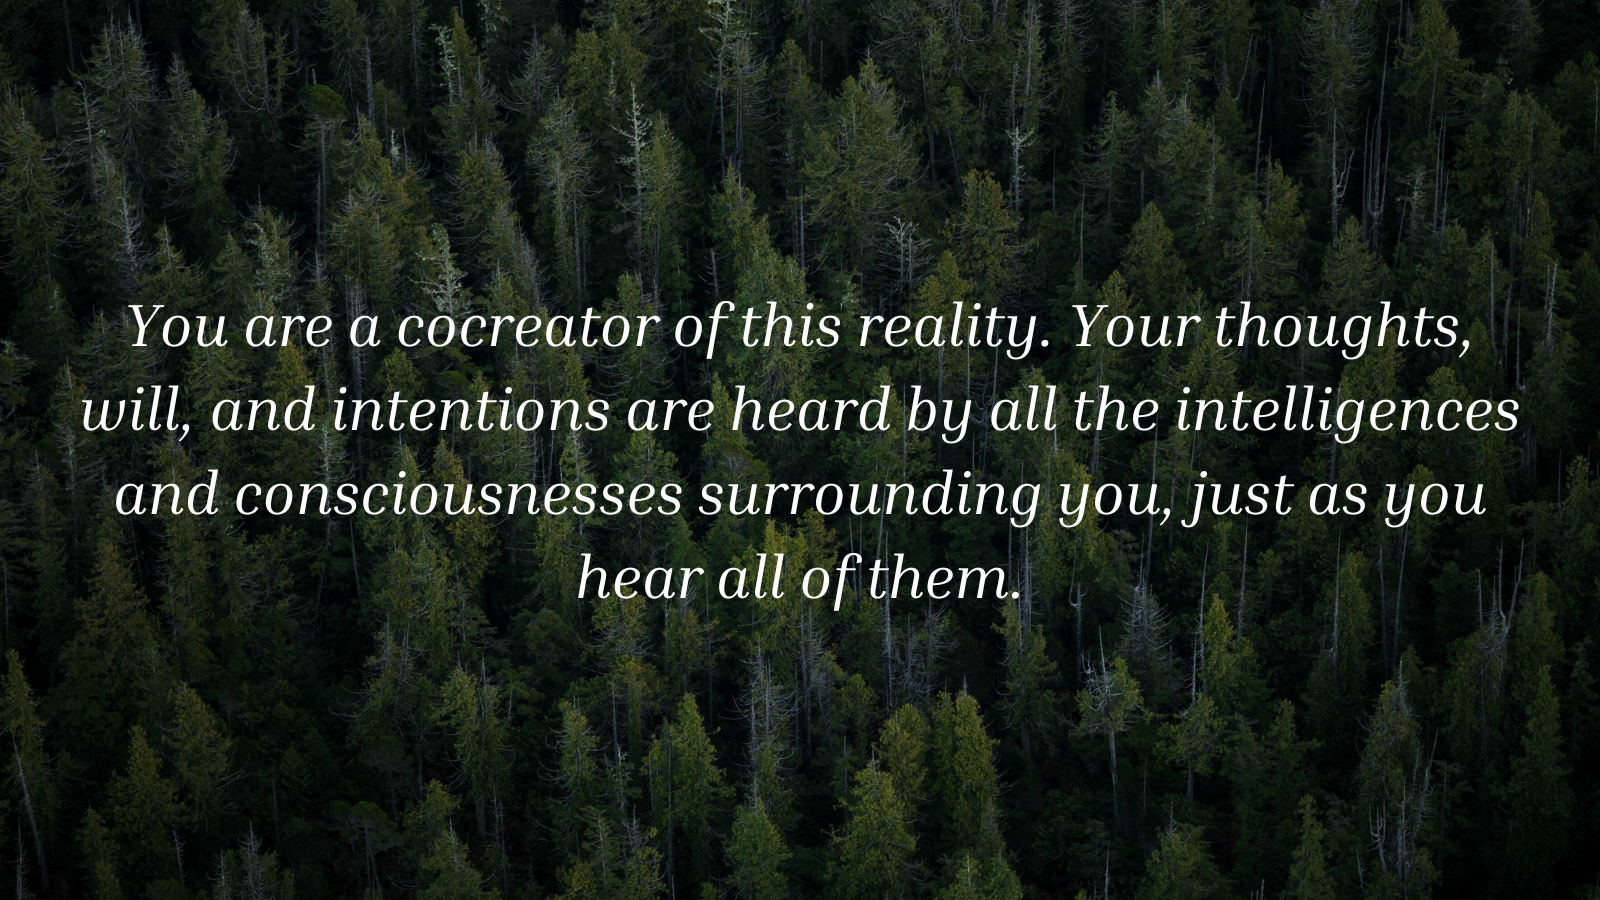 You are a cocreator of this reality. Your thoughts,
will, and intentions are heard by all the intelligences
and consciousnesses surrounding you, just as you
hear all of them.